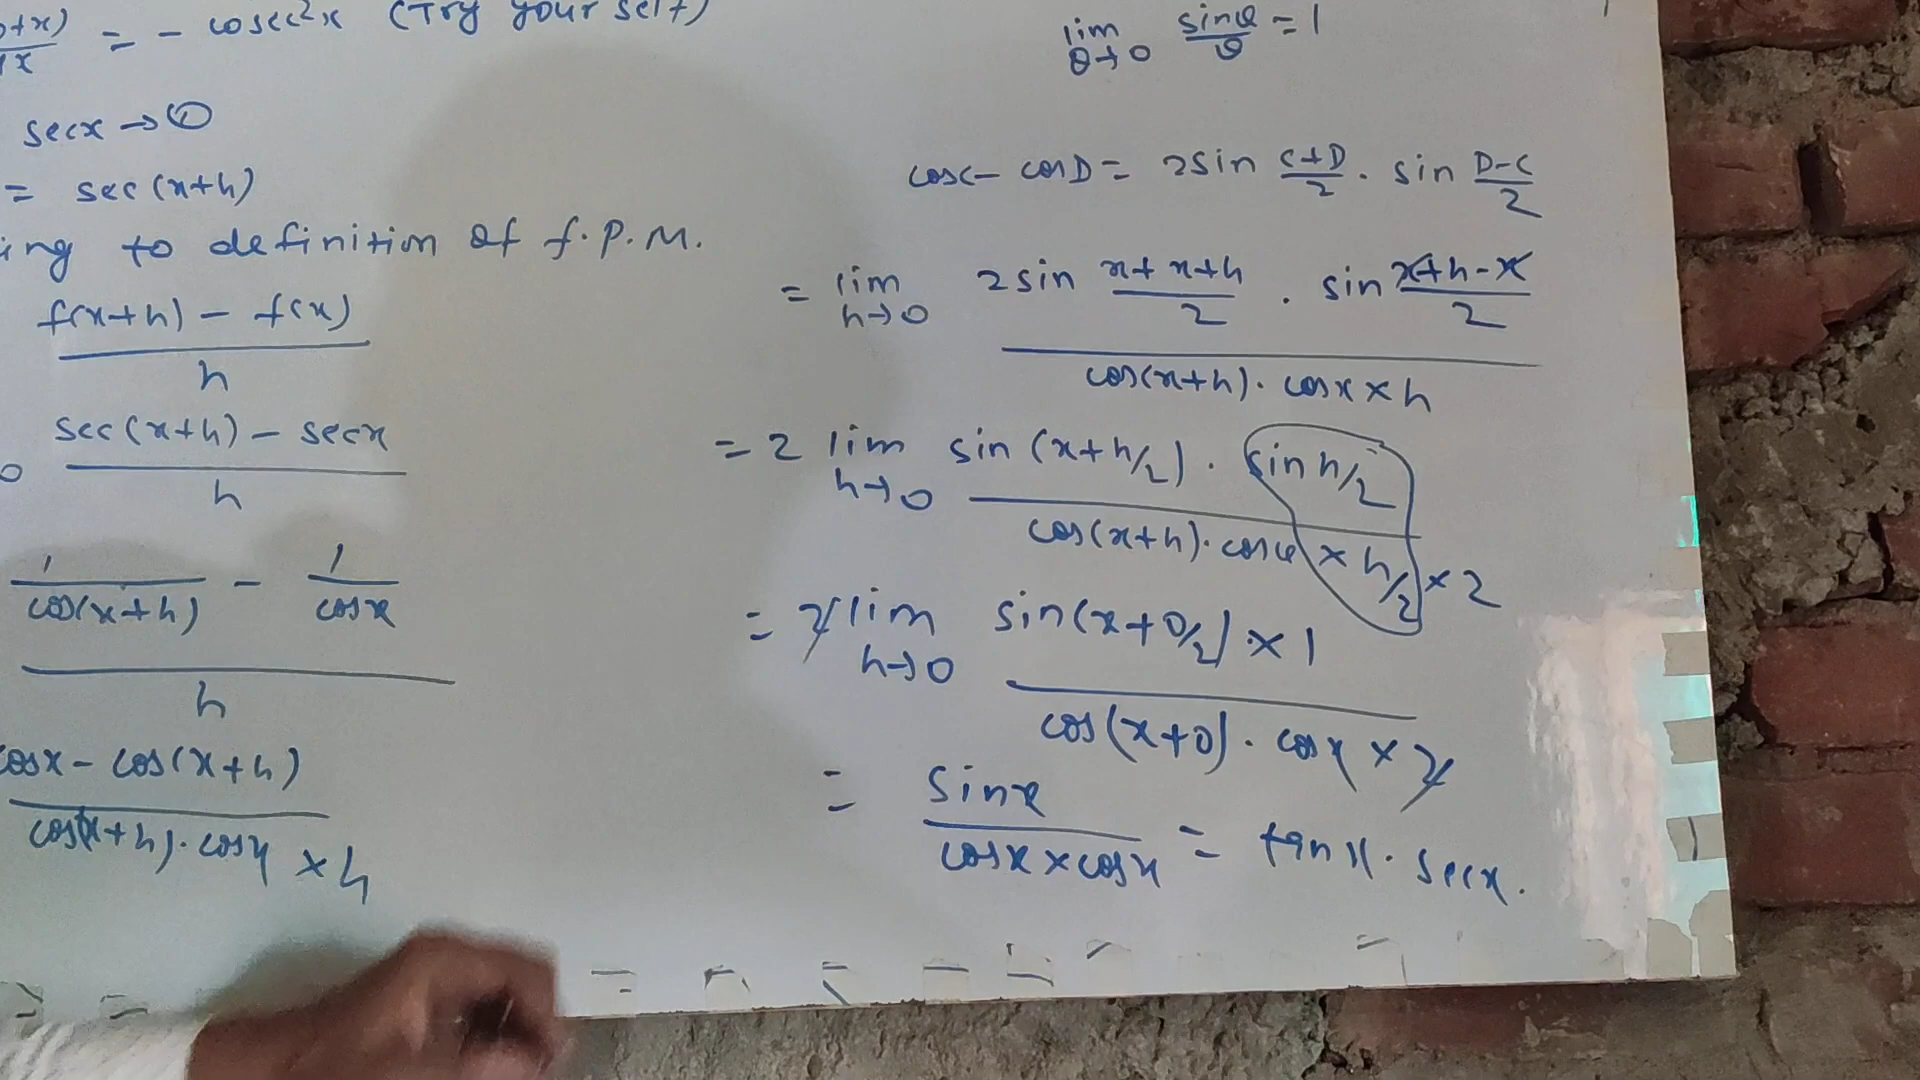 = - cosec²x (Try your self)
secx → ①
= sec(x+h)
ing to definition of f.P.M.
f(x+h) - f(x)
h
sec(x+h) - secx
h
1/cos(x+h) - 1/cosx
h
cosx - cos(x+h)
cos(x+h). cosx × h
lim θ→0 sinθ/θ = 1
cosC - cosD = 2sin C+D/2 . sin D-C/2
= lim h→0 2sin x+x+h/2 . sin x+h-x/2
cos(x+h). cosx × h
= 2 lim h→0 sin(x+h/2). sin h/2
cos(x+h). cosx × h/2 × 2
= 2 lim h→0 sin(x+0/2) × 1
cos(x+0). cosx × 2
= sinx
cosx × cosx = tanx. secx.